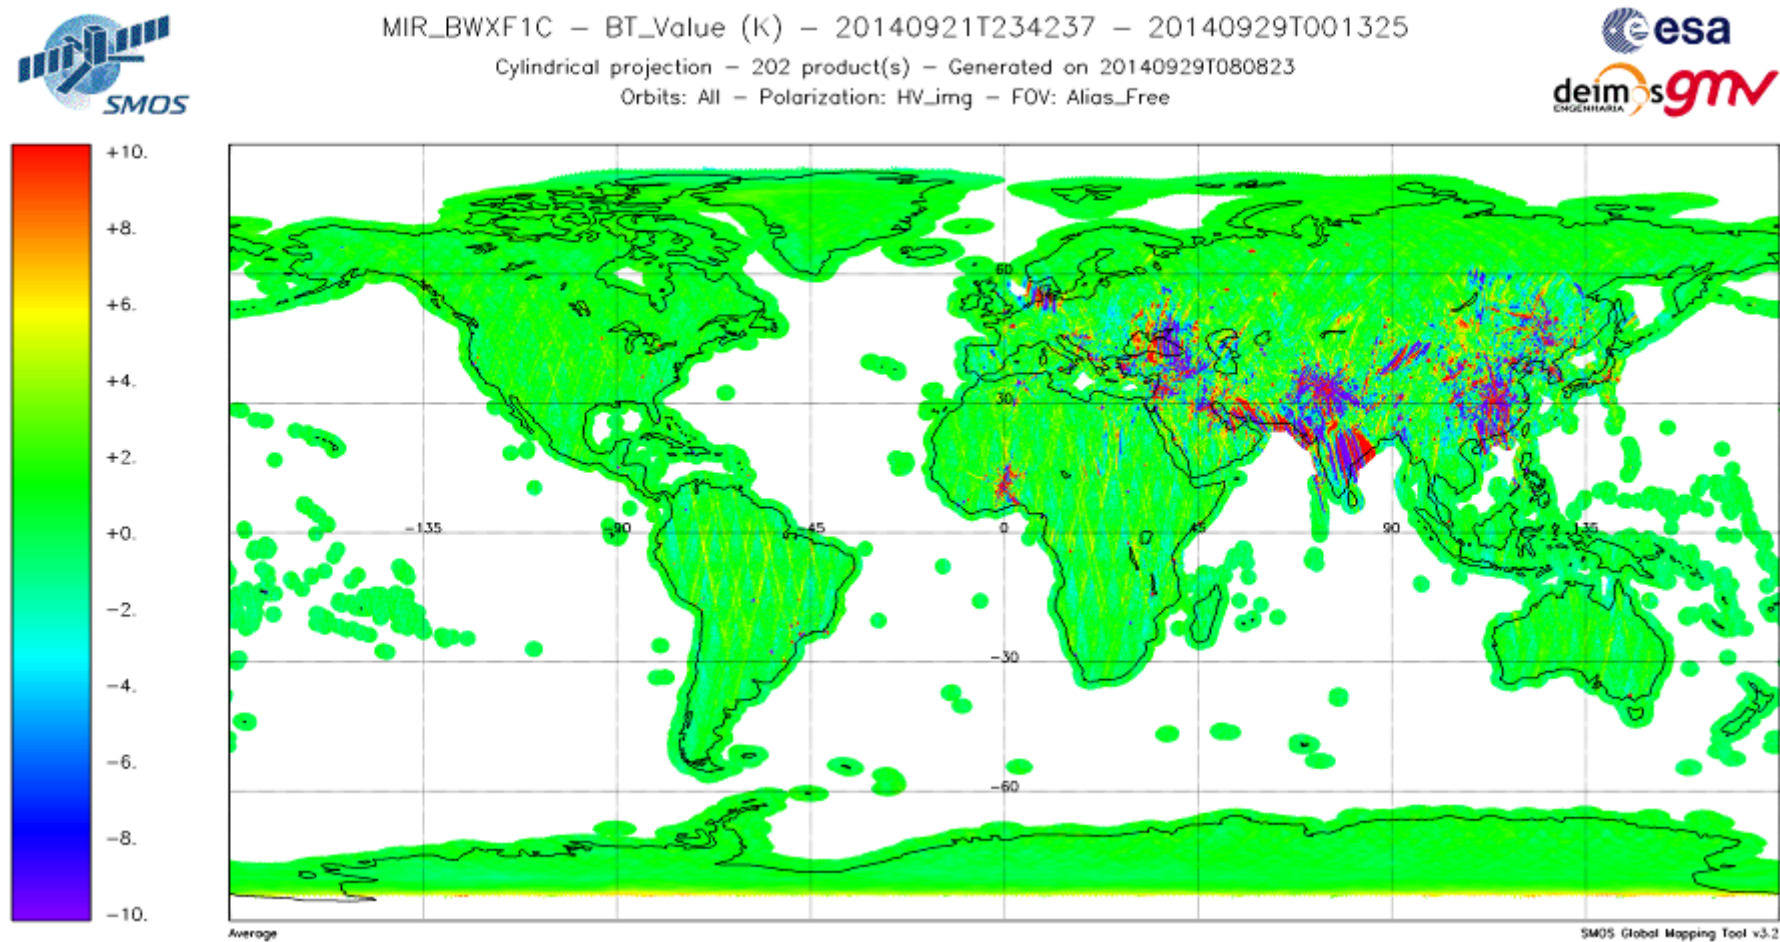 MIR_BWXF1C – BT_Value (K) – 20140921T234237 – 20140929T001325
Cylindrical projection – 202 product(s) – Generated on 20140929T080823
Orbits: All – Polarization: HV_img – FOV: Alias_Free
SMOS
esa
deimos
ENGENHARIA
gmv
+10.
+8.
+6.
+4.
+2.
+0.
−2.
−4.
−6.
−8.
−10.
60
30
−135
−90
−45
0
45
90
135
−30
−60
Average
SMOS Global Mapping Tool v3.2